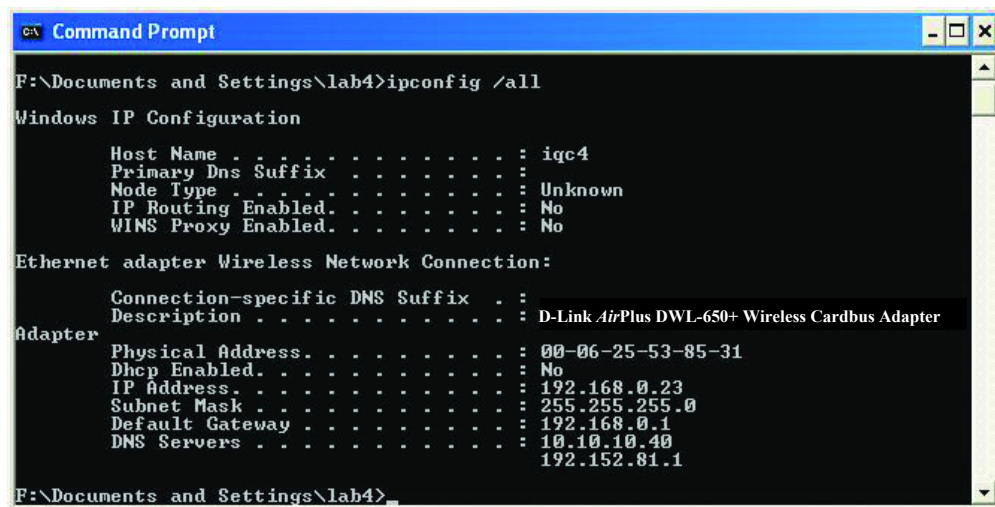 Command Prompt
F:\Documents and Settings\lab4>ipconfig /all
Windows IP Configuration
Host Name . . . . . . . . . . . . : iqc4
Primary Dns Suffix  . . . . . . . :
Node Type . . . . . . . . . . . . : Unknown
IP Routing Enabled. . . . . . . . : No
WINS Proxy Enabled. . . . . . . . : No
Ethernet adapter Wireless Network Connection:
Connection-specific DNS Suffix  . :
Description . . . . . . . . . . . : D-Link AirPlus DWL-650+ Wireless Cardbus Adapter
Adapter
Physical Address. . . . . . . . . : 00-06-25-53-85-31
Dhcp Enabled. . . . . . . . . . . : No
IP Address. . . . . . . . . . . . : 192.168.0.23
Subnet Mask . . . . . . . . . . . : 255.255.255.0
Default Gateway . . . . . . . . . : 192.168.0.1
DNS Servers . . . . . . . . . . . : 10.10.10.40
192.152.81.1
F:\Documents and Settings\lab4>_